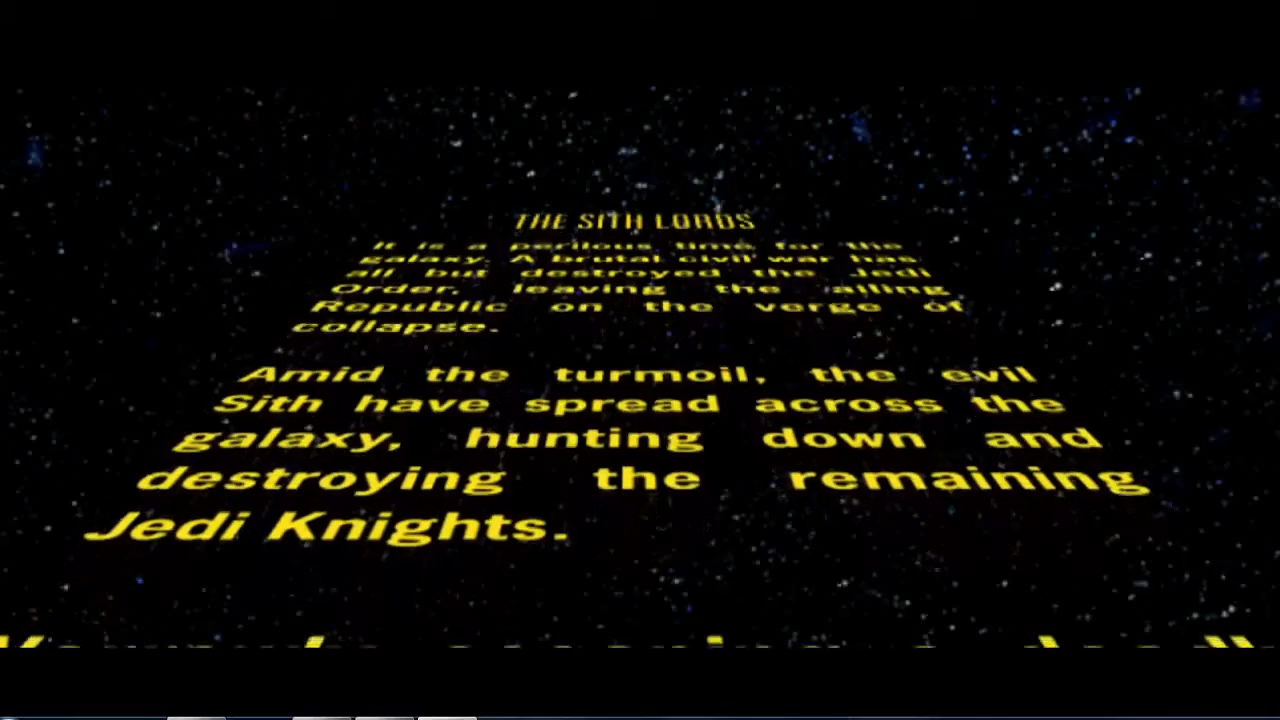 THE SITH LORDS
It is a perilous time for the
galaxy. A brutal civil war has
all but destroyed the Jedi
Order, leaving the ailing
Republic on the verge of
collapse.
Amid the turmoil, the evil
Sith have spread across the
galaxy, hunting down and
destroying the remaining
Jedi Knights.